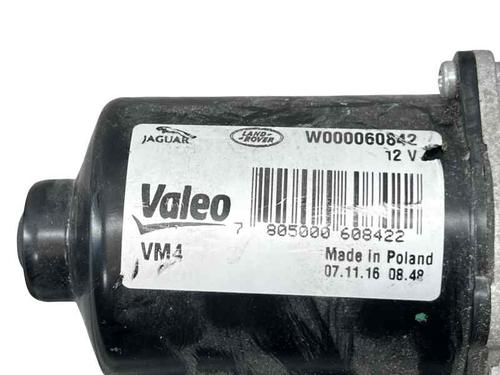 JAGUAR LAND-ROVER W000060842
12 V
Valeo
7 805000 608422
VM4 Made in Poland
07.11.16 08.48